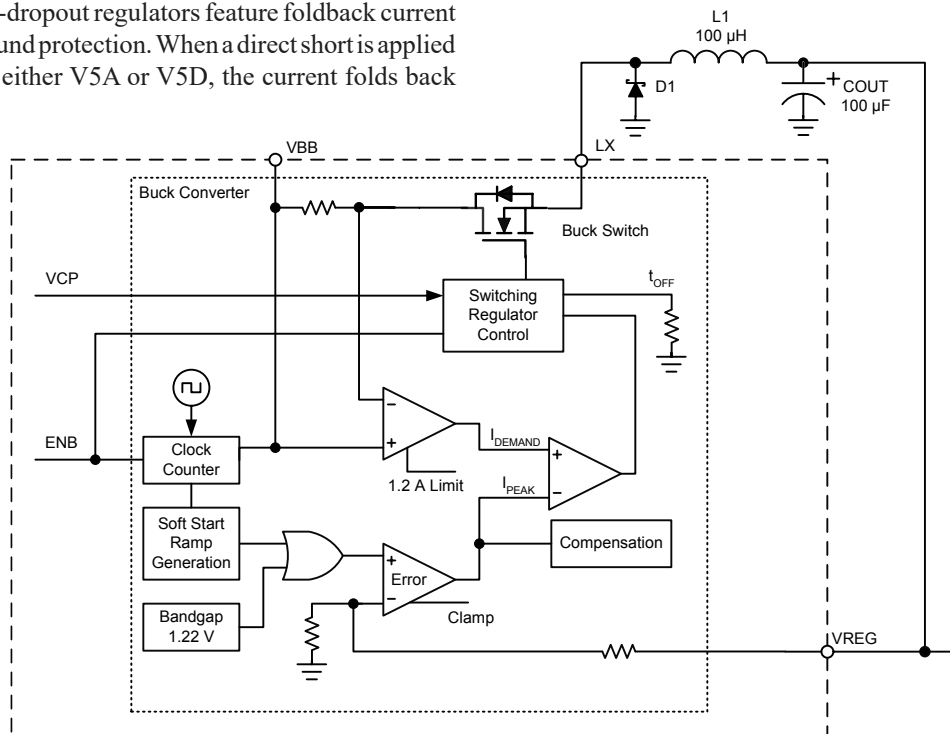 -dropout regulators feature foldback current
und protection. When a direct short is applied
either V5A or V5D, the current folds back
L1
100 µH
D1
+
COUT
100 µF
VBB
LX
Buck Converter
Buck Switch
VCP
Switching
Regulator
Control
tOFF
ENB
Clock
Counter
−
+
1.2 A Limit
IDEMAND
IPEAK
+
−
Soft Start
Ramp
Generation
Compensation
+
Error
−
Clamp
Bandgap
1.22 V
VREG